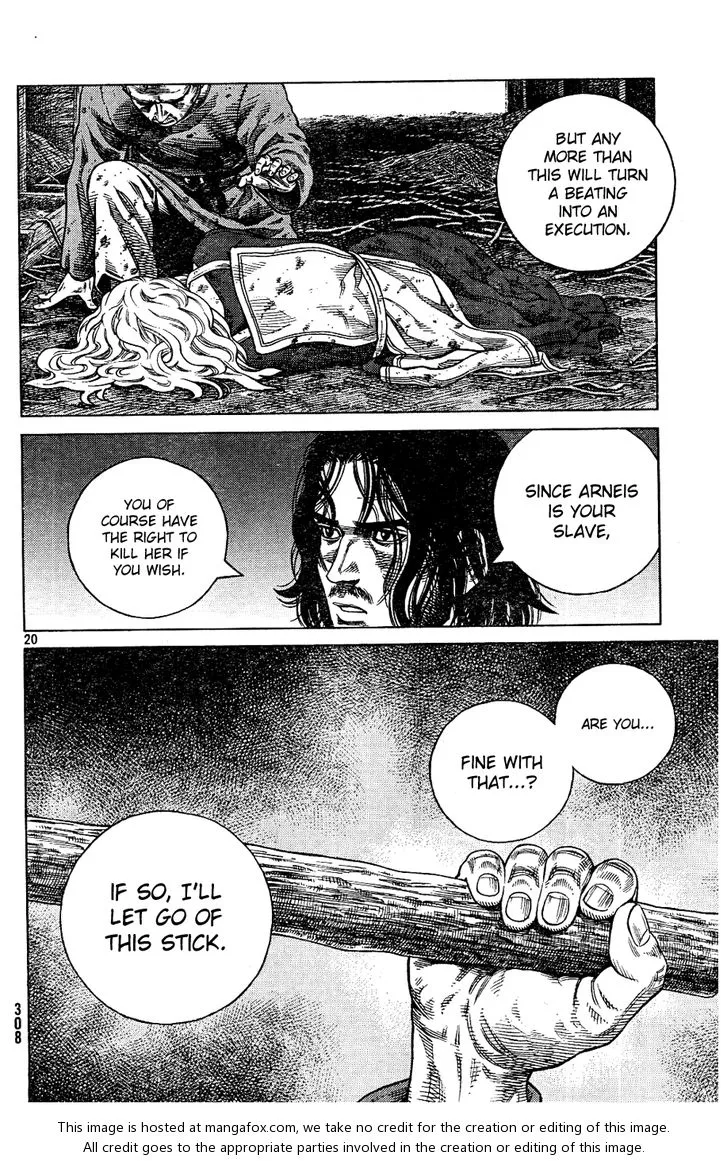 BUT ANY
MORE THAN
THIS WILL TURN
A BEATING
INTO AN
EXECUTION.
SINCE ARNEIS
IS YOUR
SLAVE,
YOU OF
COURSE HAVE
THE RIGHT TO
KILL HER IF
YOU WISH.
20
ARE YOU...
FINE WITH
THAT...?
IF SO, I'LL
LET GO OF
THIS STICK.
308
This image is hosted at mangafox.com, we take no credit for the creation or editing of this image.
All credit goes to the appropriate parties involved in the creation or editing of this image.